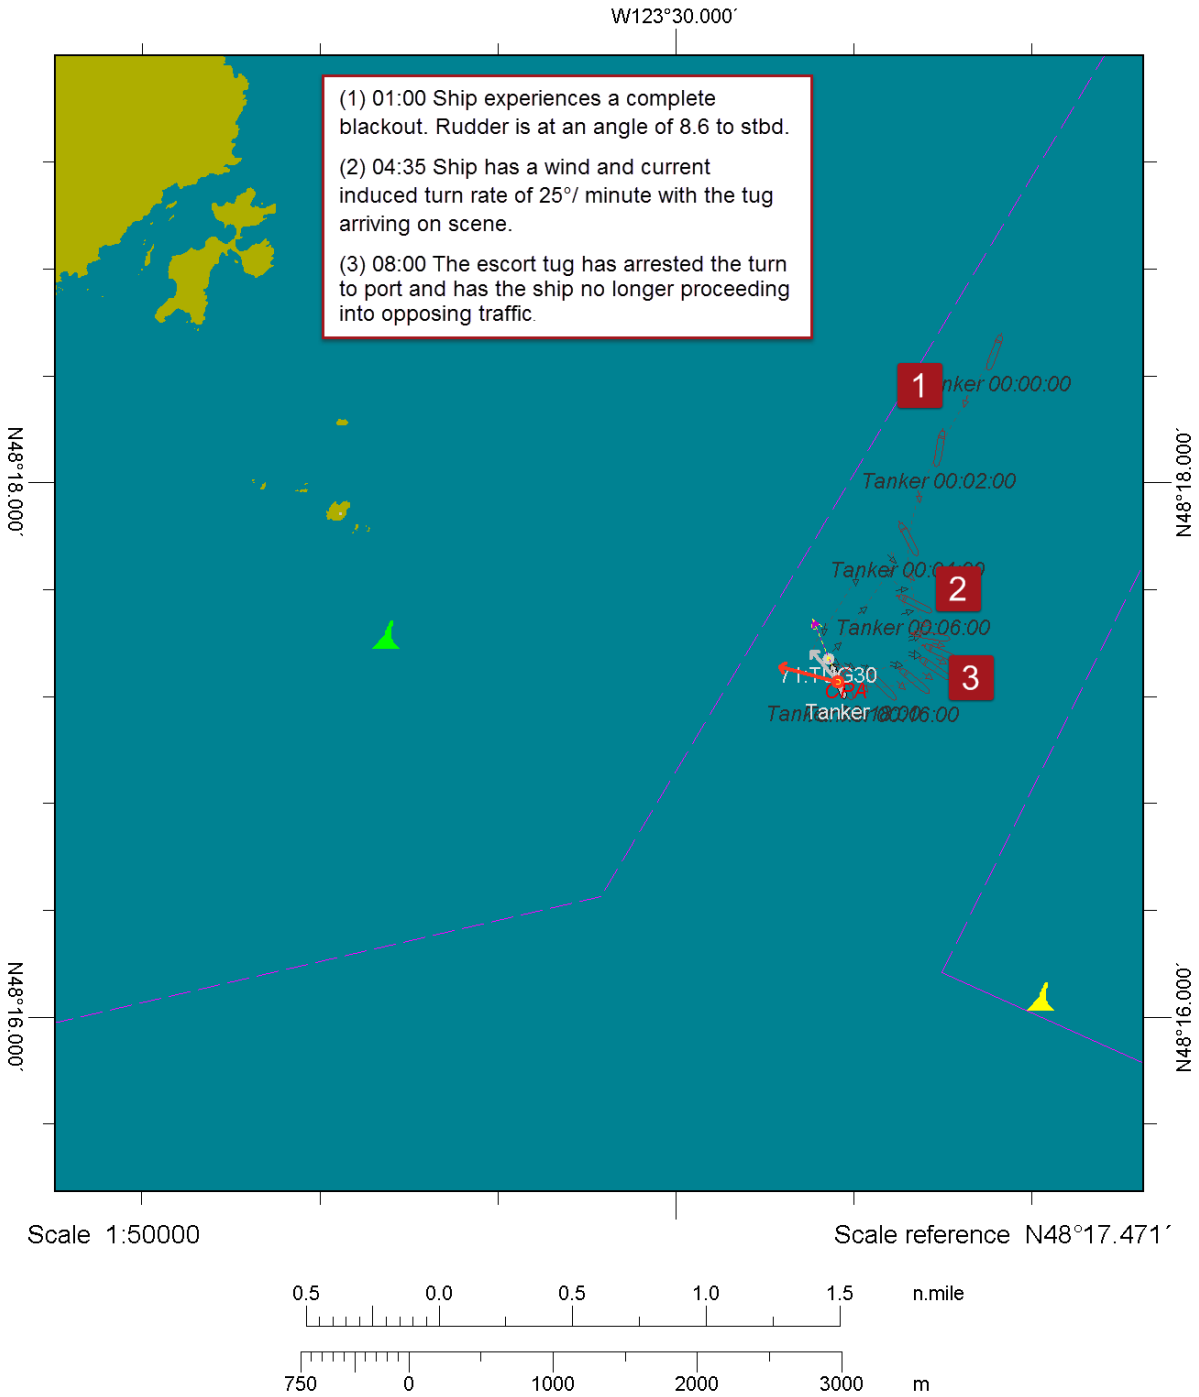 W123°30.000´
(1) 01:00 Ship experiences a complete
blackout. Rudder is at an angle of 8.6 to stbd.
(2) 04:35 Ship has a wind and current
induced turn rate of 25°/ minute with the tug
arriving on scene.
(3) 08:00 The escort tug has arrested the turn
to port and has the ship no longer proceeding
into opposing traffic.
1
nker 00:00:00
N48°18.000´
N48°18.000´
Tanker 00:02:00
Tanker
2
Tanker 00:06:00
3
CPA
Tanker
N48°16.000´
N48°16.000´
Scale 1:50000
Scale reference N48°17.471´
0.5 0.0 0.5 1.0 1.5 n.mile
750 0 1000 2000 3000 m